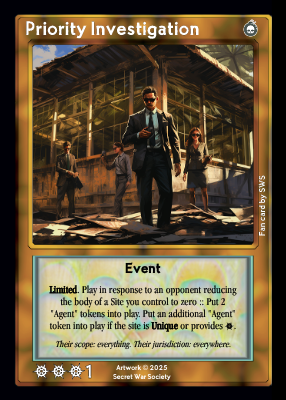 Priority Investigation
Fan card by SWS
Event
Limited. Play in response to an opponent reducing
the body of a Site you control to zero :: Put 2
"Agent" tokens into play. Put an additional "Agent"
token into play if the site is Unique or provides .
Their scope: everything. Their jurisdiction: everywhere.
1
Artwork © 2025
Secret War Society